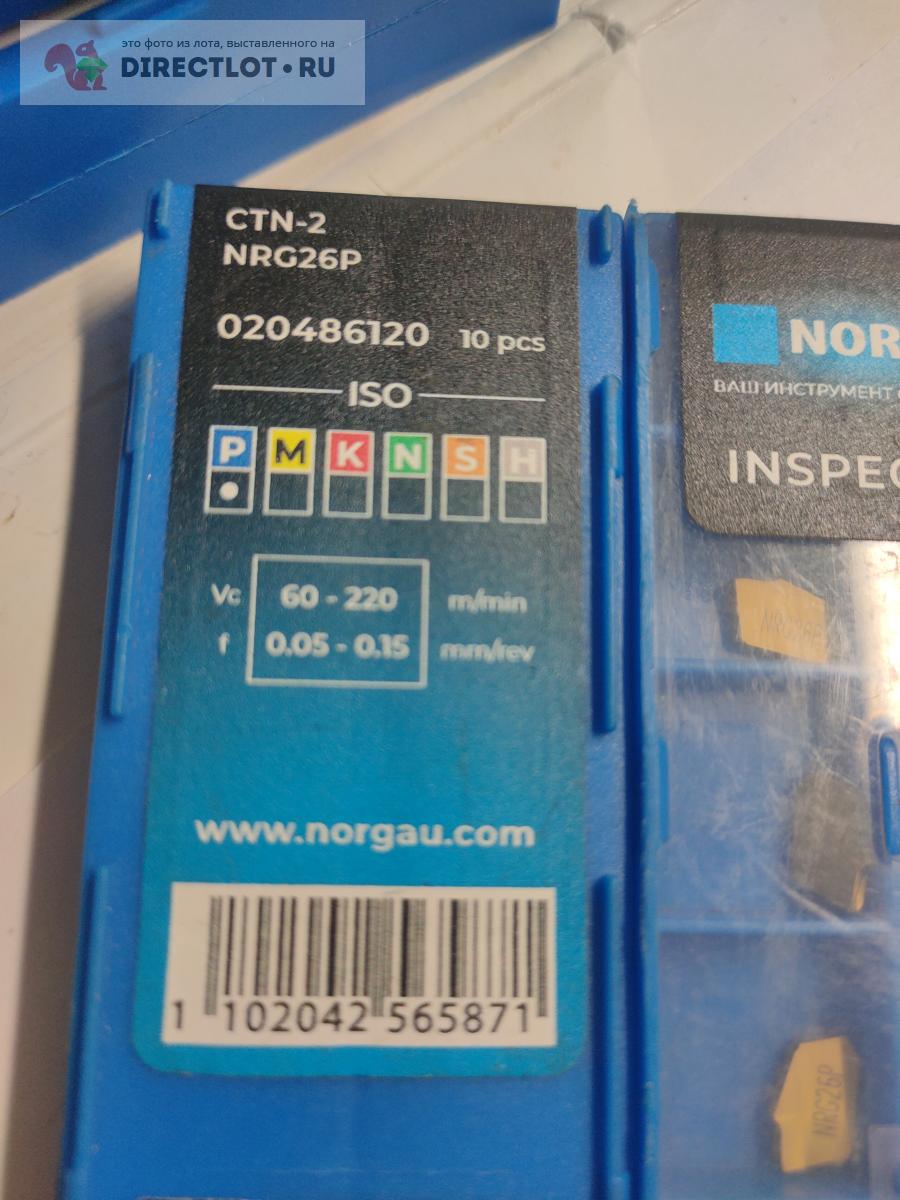 это фото из лота, выставленного на
DIRECTLOT•RU
CTN-2
NRG26P
020486120 10 pcs
ISO
P M K N S H
Vc 60 - 220 m/min
f 0.05 - 0.15 mm/rev
www.norgau.com
1 102042 565871
NOR
ВАШ ИНСТРУМЕНТ
INSPEC
NRG26P
NRG26P